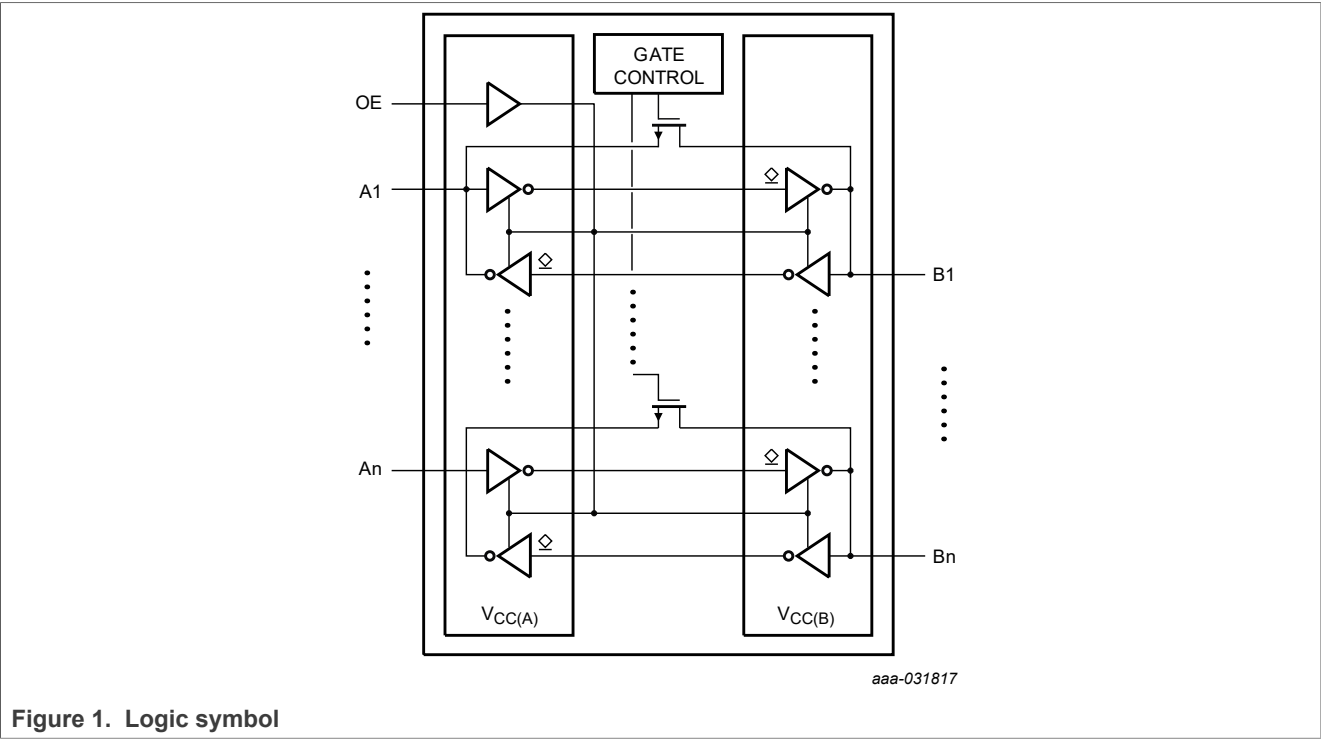 GATE
CONTROL
OE
A1
B1
An
Bn
VCC(A)
VCC(B)
aaa-031817
Figure 1. Logic symbol